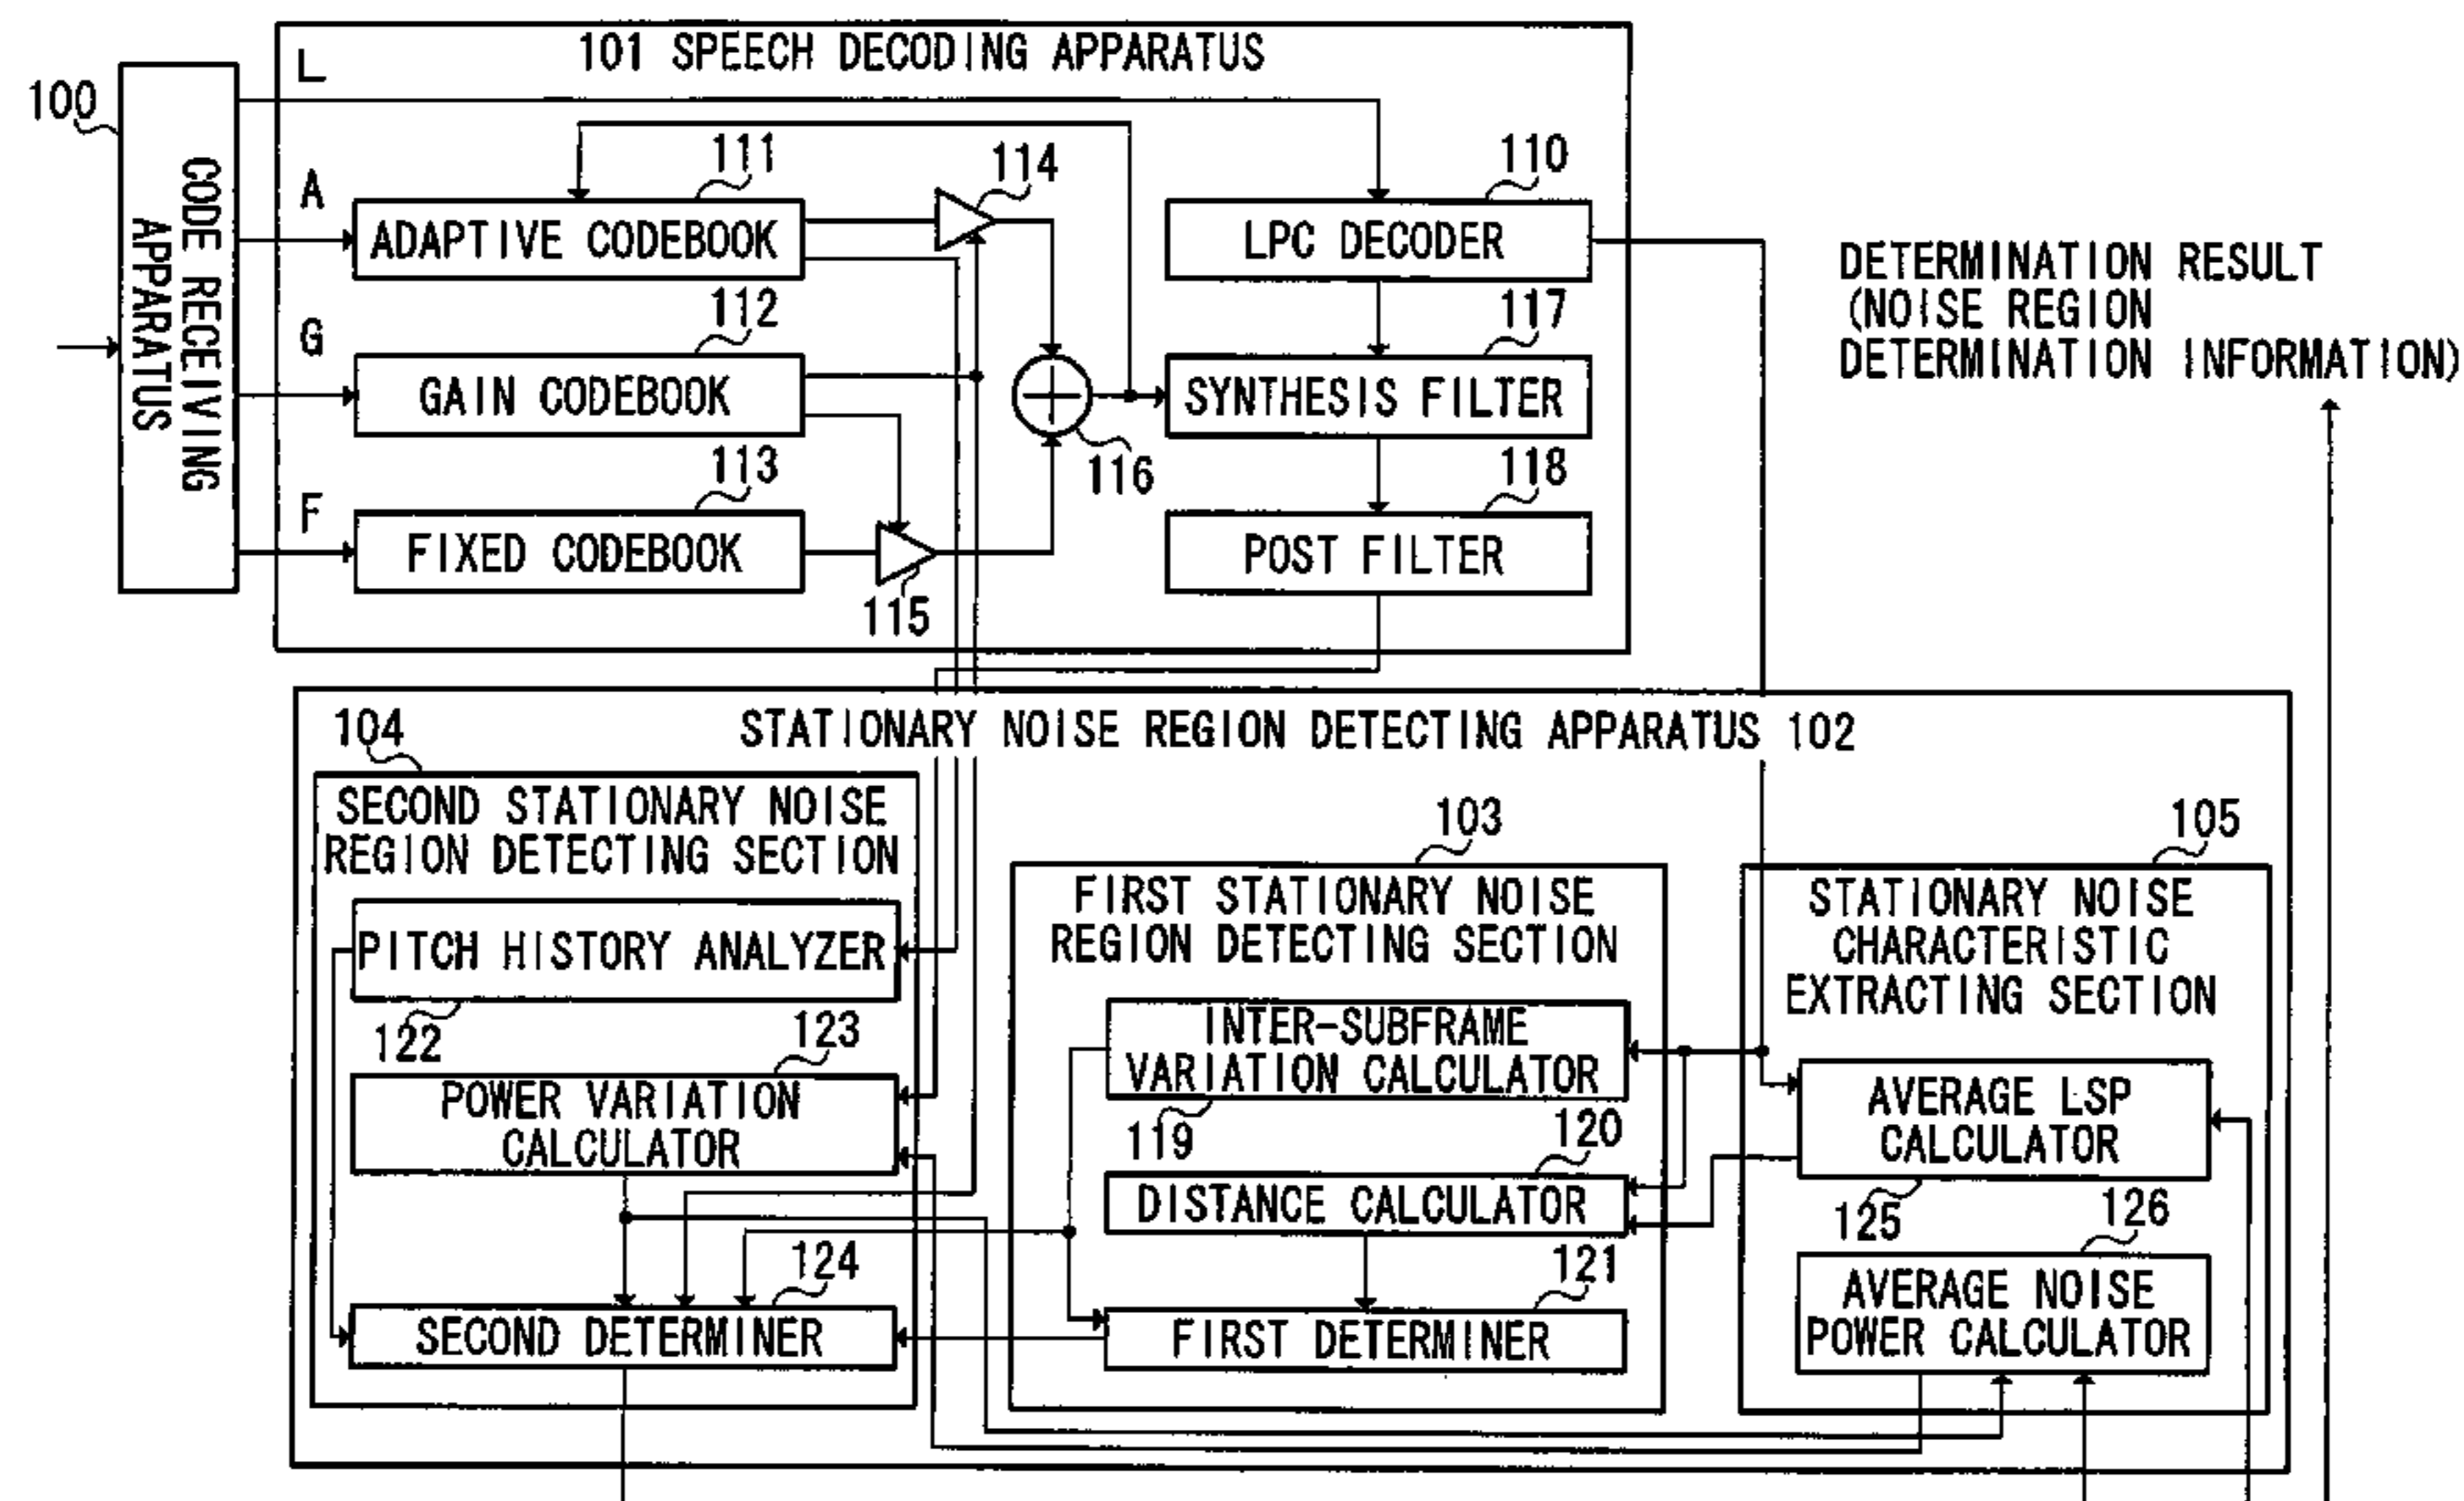 101 SPEECH DECODING APPARATUS
L
100
CODE RECEIVING
APPARATUS
A
111
114
110
ADAPTIVE CODEBOOK
LPC DECODER
DETERMINATION RESULT
(NOISE REGION
DETERMINATION INFORMATION)
G
112
117
GAIN CODEBOOK
SYNTHESIS FILTER
116
F
113
118
FIXED CODEBOOK
POST FILTER
115
STATIONARY NOISE REGION DETECTING APPARATUS 102
104
SECOND STATIONARY NOISE
REGION DETECTING SECTION
PITCH HISTORY ANALYZER
122
123
POWER VARIATION
CALCULATOR
124
SECOND DETERMINER
103
FIRST STATIONARY NOISE
REGION DETECTING SECTION
INTER-SUBFRAME
VARIATION CALCULATOR
119
120
DISTANCE CALCULATOR
121
FIRST DETERMINER
105
STATIONARY NOISE
CHARACTERISTIC
EXTRACTING SECTION
AVERAGE LSP
CALCULATOR
125
126
AVERAGE NOISE
POWER CALCULATOR